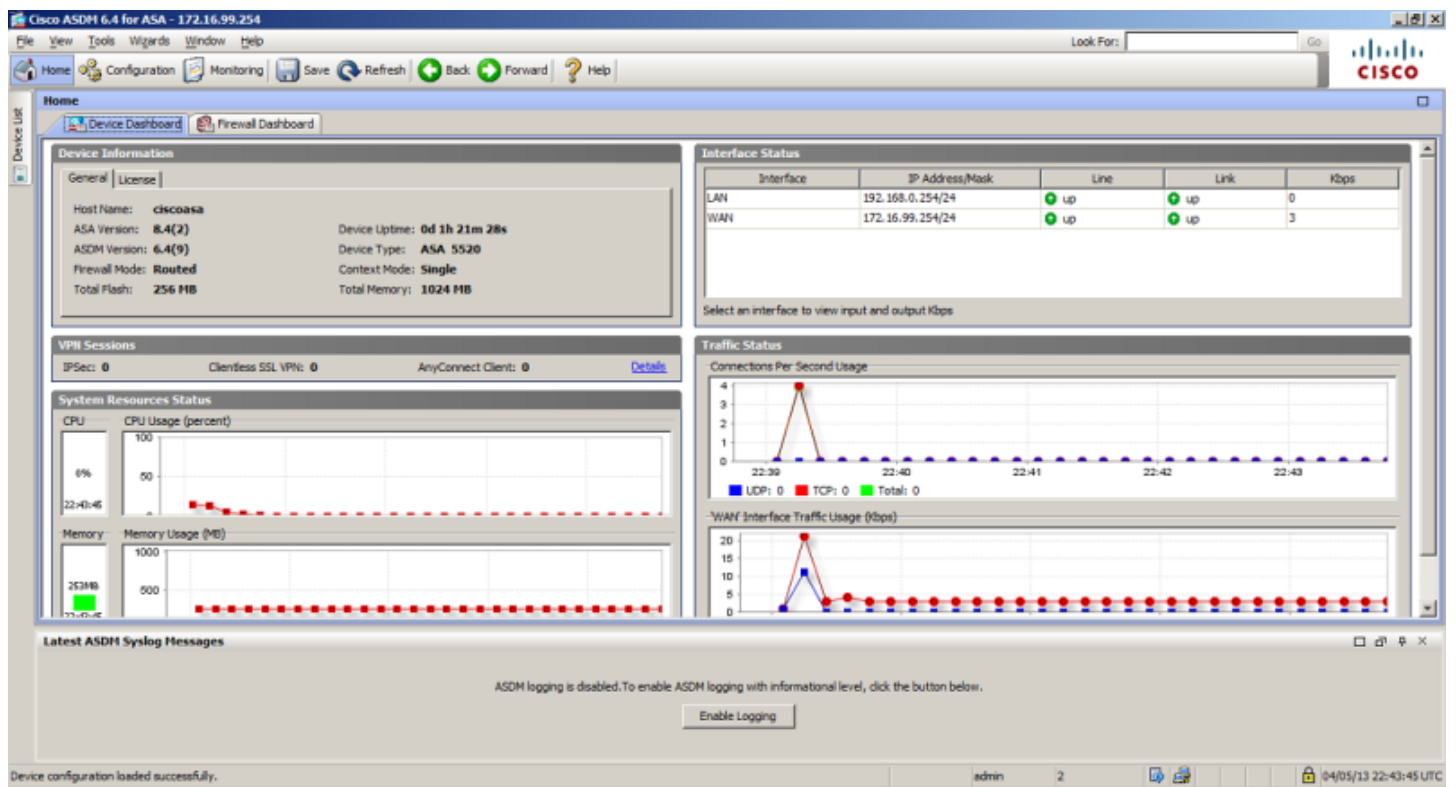 Cisco ASDM 6.4 for ASA - 172.16.99.254
File View Tools Wizards Window Help
Look For:
Go
Home Configuration Monitoring Save Refresh Back Forward Help
CISCO
Device List
Home
Device Dashboard Firewall Dashboard
Device Information
General License
Host Name: ciscoasa
ASA Version: 8.4(2) Device Uptime: 0d 1h 21m 28s
ASDM Version: 6.4(9) Device Type: ASA 5520
Firewall Mode: Routed Context Mode: Single
Total Flash: 256 MB Total Memory: 1024 MB
Interface Status
Interface IP Address/Mask Line Link Kbps
LAN 192.168.0.254/24 up up 0
WAN 172.16.99.254/24 up up 3
Select an interface to view input and output Kbps
VPN Sessions
IPSec: 0 Clientless SSL VPN: 0 AnyConnect Client: 0 Details
System Resources Status
CPU CPU Usage (percent)
100
50
0%
22:43:45
Memory Memory Usage (MB)
1000
500
253MB
22:43:45
Traffic Status
Connections Per Second Usage
4
3
2
1
0
22:39 22:40 22:41 22:42 22:43
UDP: 0 TCP: 0 Total: 0
'WAN' Interface Traffic Usage (Kbps)
20
15
10
5
0
Latest ASDM Syslog Messages
ASDM logging is disabled.To enable ASDM logging with informational level, click the button below.
Enable Logging
Device configuration loaded successfully.
admin 2 04/05/13 22:43:45 UTC